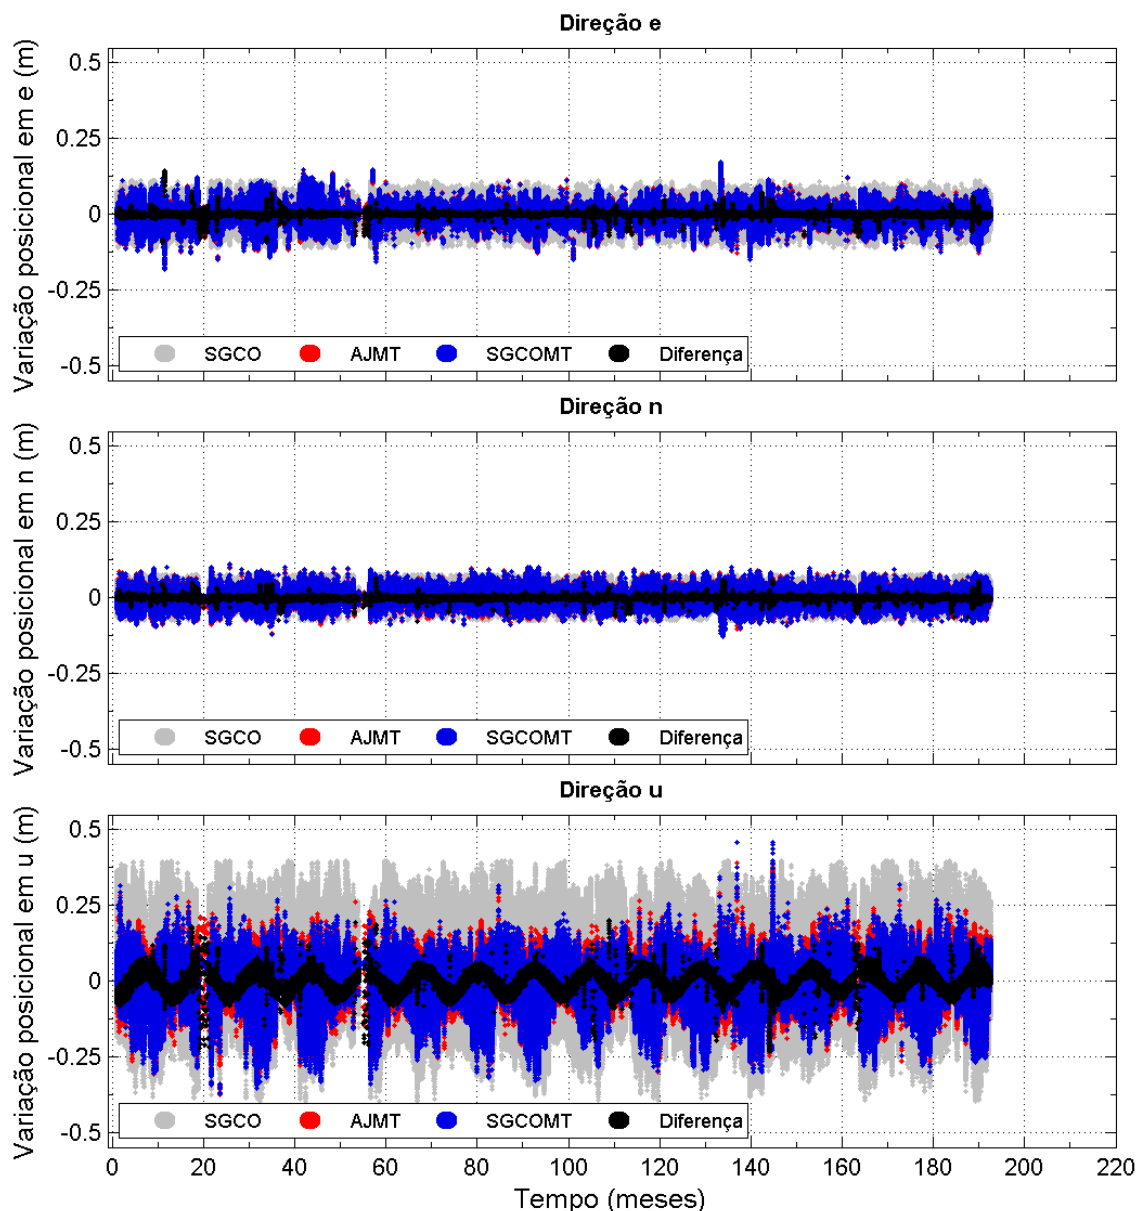 Direção e
Variação posicional em e (m)
0.5
0.25
0
-0.25
-0.5
SGCO AJMT SGCOMT Diferença
Direção n
Variação posicional em n (m)
0.5
0.25
0
-0.25
-0.5
SGCO AJMT SGCOMT Diferença
Direção u
Variação posicional em u (m)
0.5
0.25
0
-0.25
-0.5
SGCO AJMT SGCOMT Diferença
0 20 40 60 80 100 120 140 160 180 200 220
Tempo (meses)